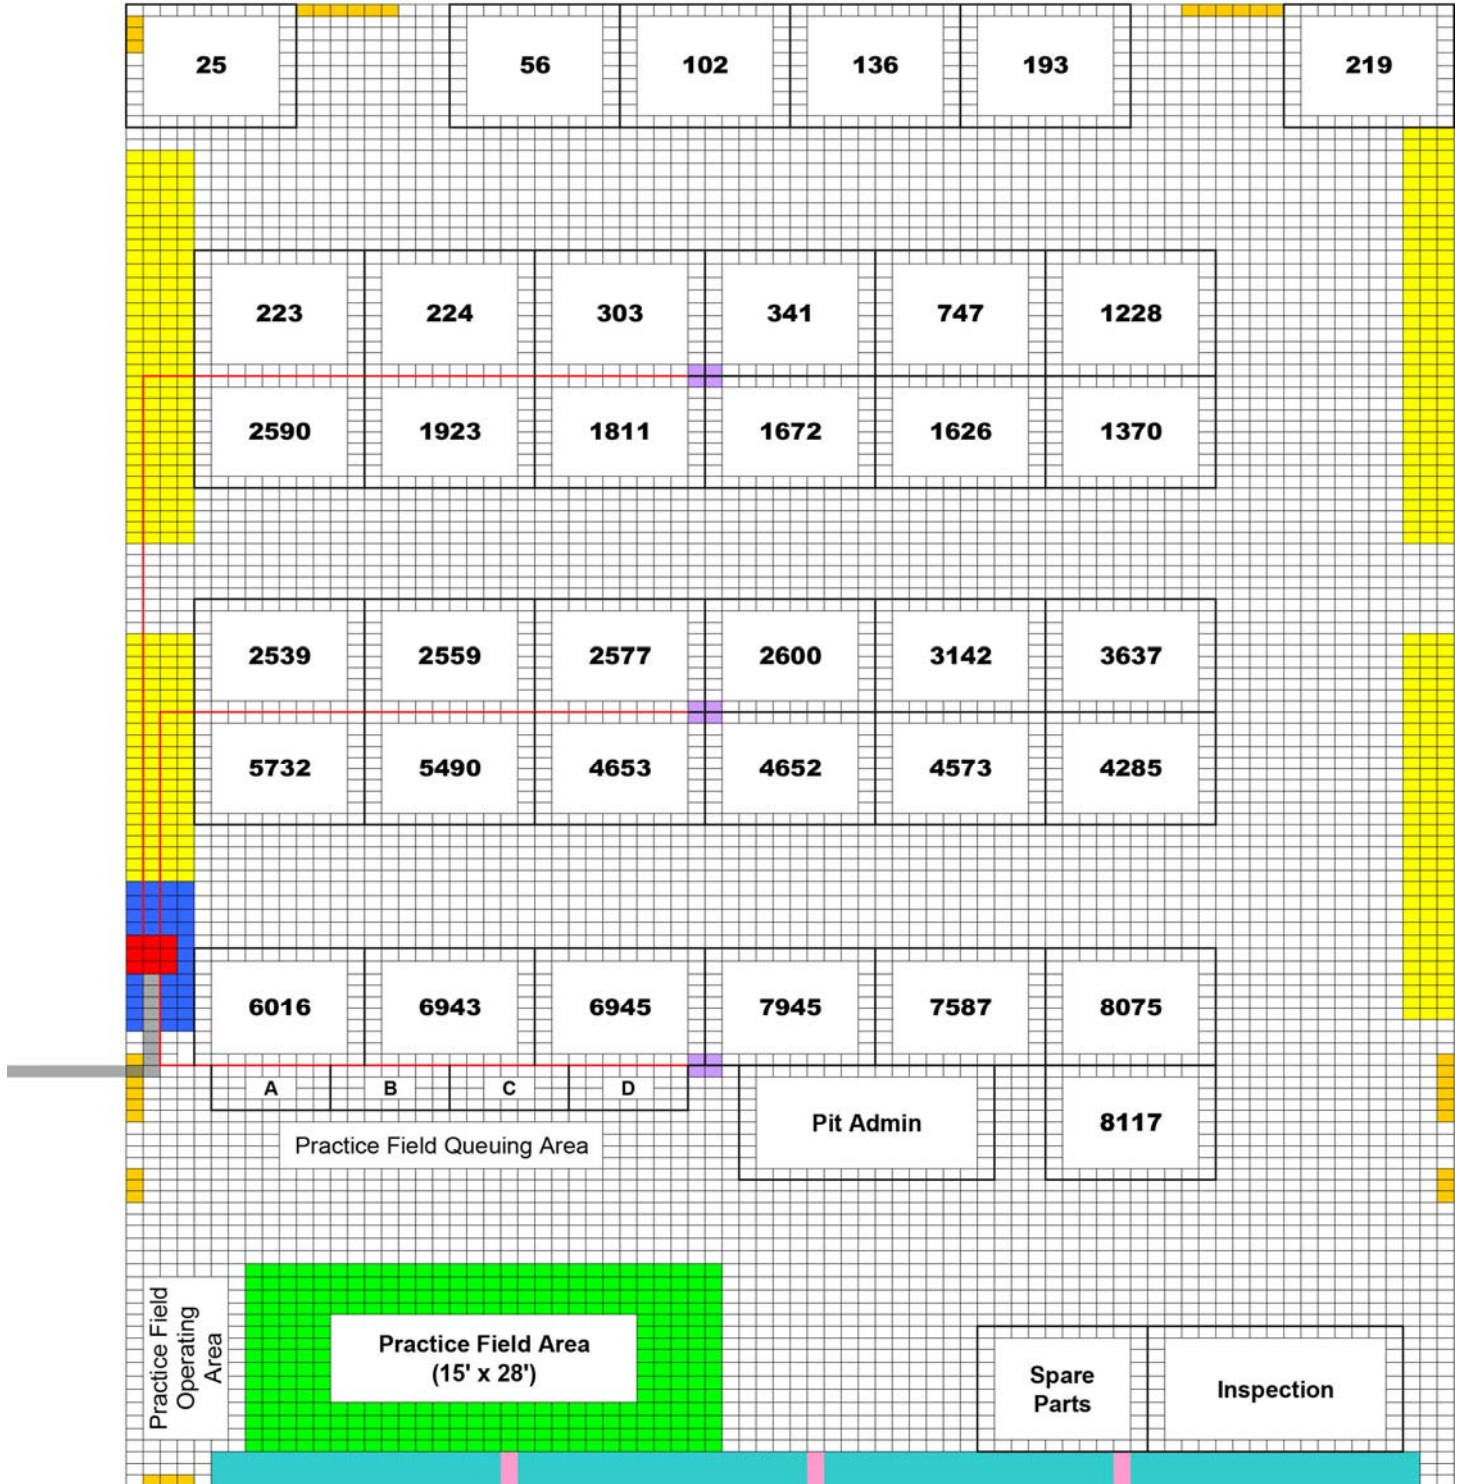 25 56 102 136 193 219
223 224 303 341 747 1228
2590 1923 1811 1672 1626 1370
2539 2559 2577 2600 3142 3637
5732 5490 4653 4652 4573 4285
6016 6943 6945 7945 7587 8075
A B C D
Pit Admin
8117
Practice Field Queuing Area
Practice Field
Operating
Area
Practice Field Area
(15' x 28')
Spare
Parts
Inspection